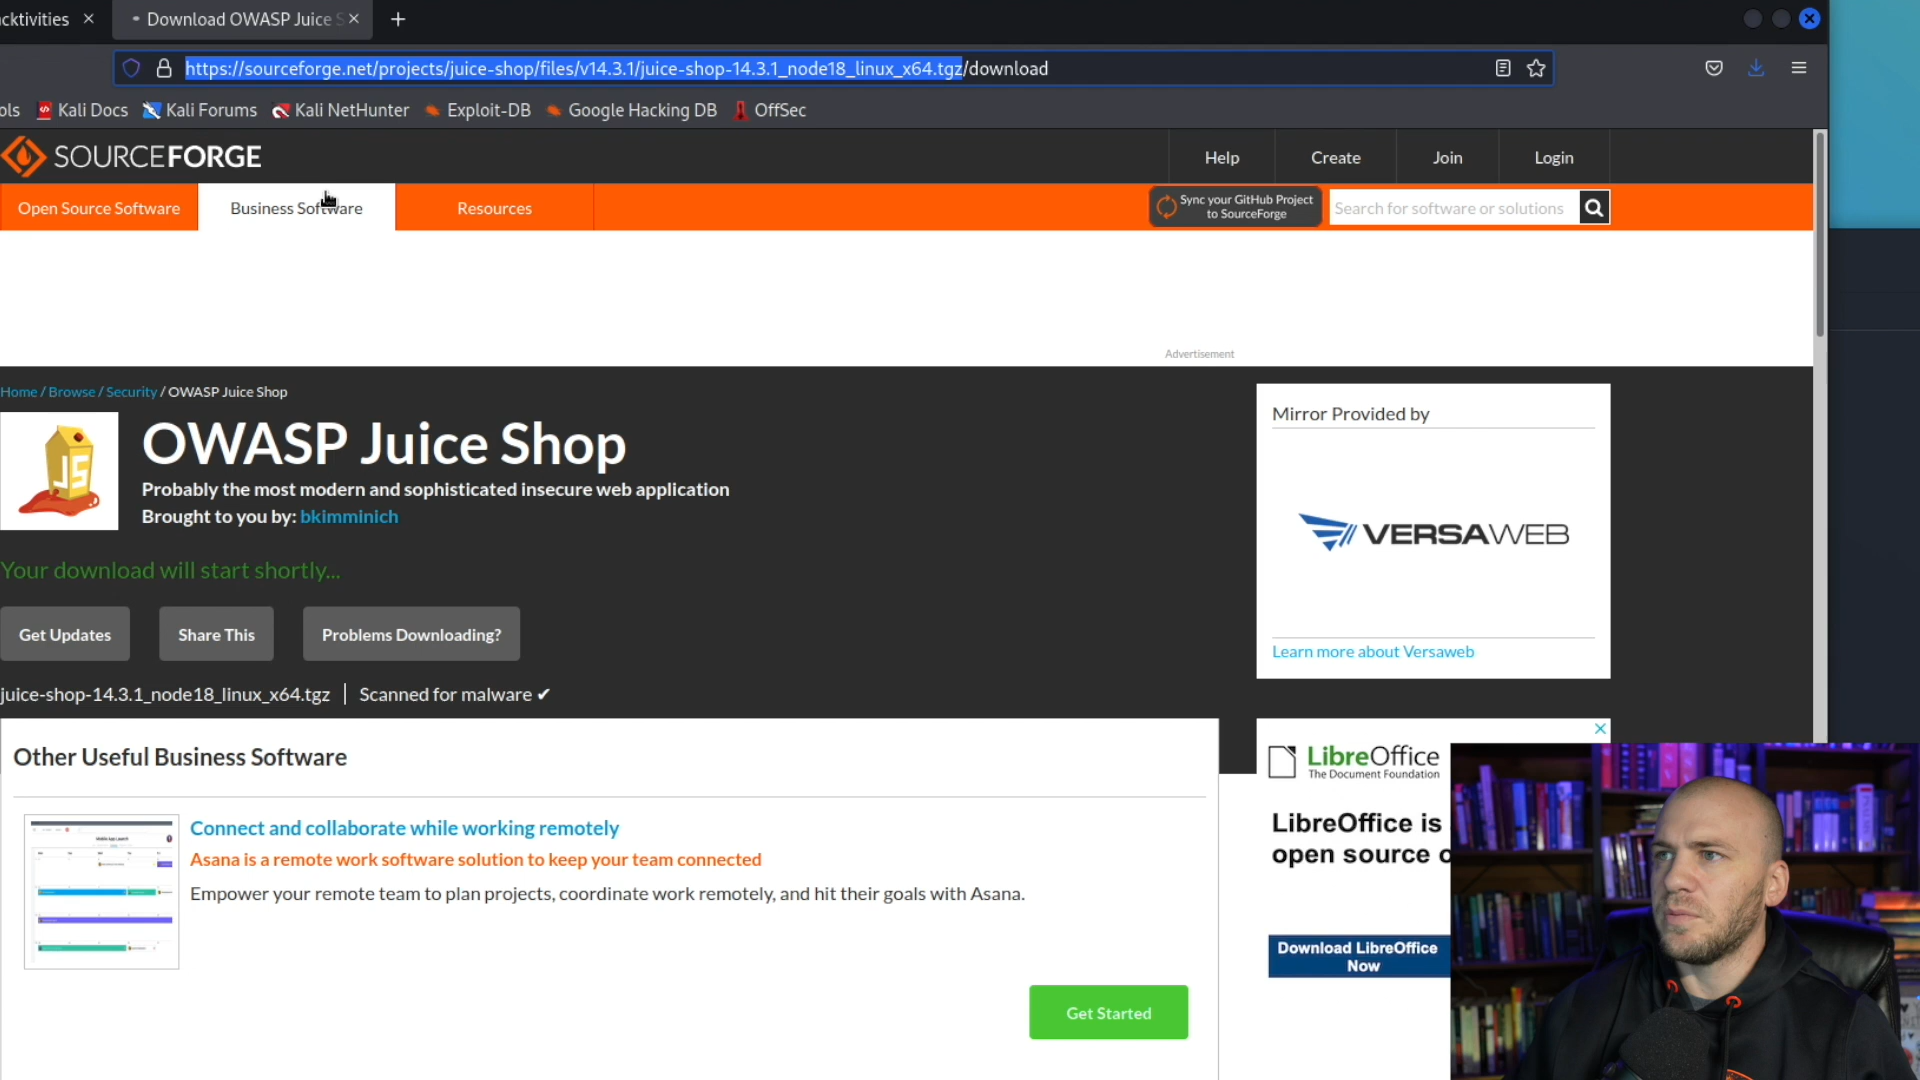 cktivities
Download OWASP Juice S
https://sourceforge.net/projects/juice-shop/files/v14.3.1/juice-shop-14.3.1_node18_linux_x64.tgz/download
ols Kali Docs Kali Forums Kali NetHunter Exploit-DB Google Hacking DB OffSec
SOURCEFORGE
Help Create Join Login
Open Source Software Business Software Resources
Sync your GitHub Project
to SourceForge
Search for software or solutions
Advertisement
Home / Browse / Security / OWASP Juice Shop
JS
OWASP Juice Shop
Probably the most modern and sophisticated insecure web application
Brought to you by: bkimminich
Your download will start shortly...
Get Updates Share This Problems Downloading?
juice-shop-14.3.1_node18_linux_x64.tgz | Scanned for malware ✔
Mirror Provided by
VERSAWEB
Learn more about Versaweb
Other Useful Business Software
Connect and collaborate while working remotely
Asana is a remote work software solution to keep your team connected
Empower your remote team to plan projects, coordinate work remotely, and hit their goals with Asana.
Get Started
LibreOffice
The Document Foundation
LibreOffice is
open source o
Download LibreOffice
Now